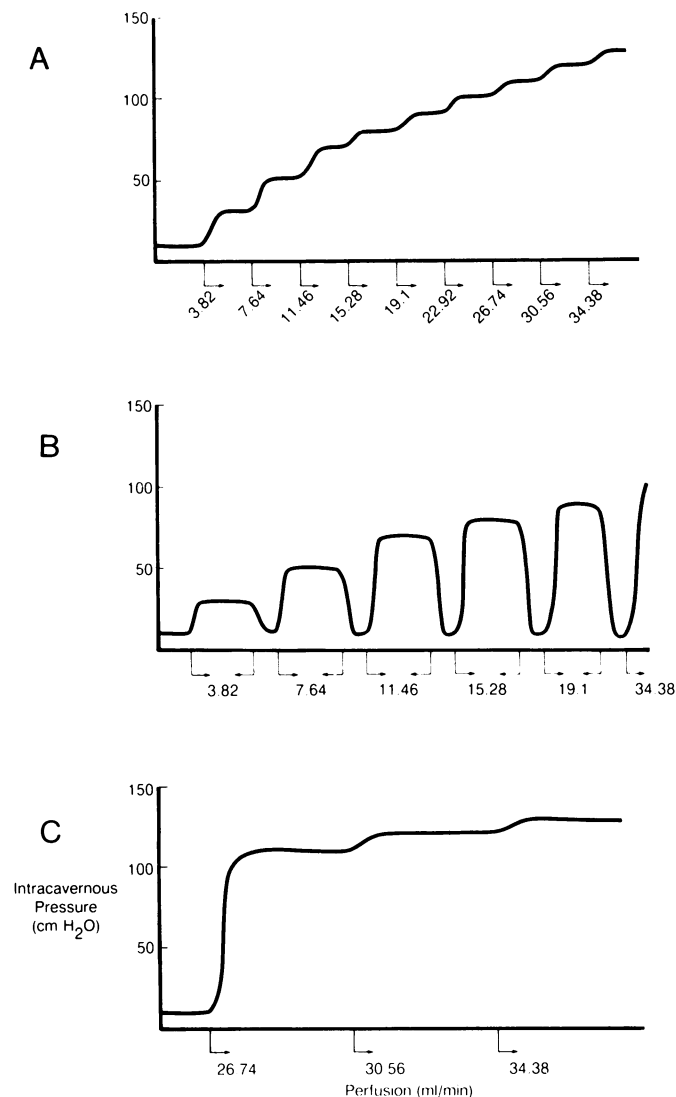 A
150
100
50
3.82 7.64 11.46 15.28 19.1 22.92 26.74 30.56 34.38
B
150
100
50
3.82 7.64 11.46 15.28 19.1 34.38
C
150
100
50
Intracavernous
Pressure
(cm H2O)
26 74 30 56 34.38
Perfusion (ml/min)